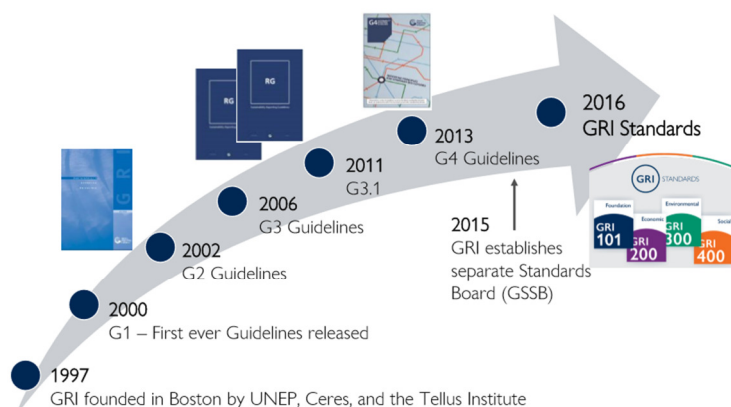 2016
GRI Standards
2013
G4 Guidelines
2011
G3.1
2006
G3 Guidelines
2002
G2 Guidelines
2000
G1 – First ever Guidelines released
1997
GRI founded in Boston by UNEP, Ceres, and the Tellus Institute
2015
GRI establishes
separate Standards
Board (GSSB)
RG
RG
G4
GRI
GRI STANDARDS
Foundation
GRI
101
Economic
GRI
200
Environmental
GRI
300
Social
GRI
400